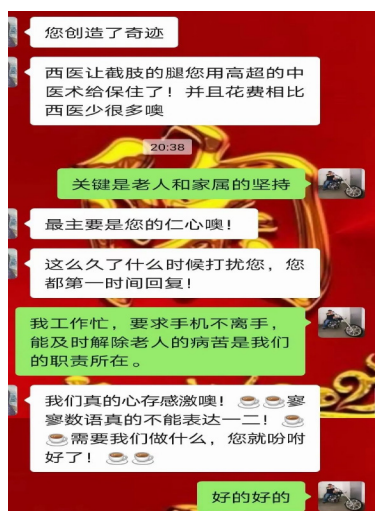 您创造了奇迹
西医让截肢的腿您用高超的中
医术给保住了！并且花费相比
西医少很多噢
20:38
关键是老人和家属的坚持
最主要是您的仁心噢！
这么久了什么时候打扰您，您
都第一时间回复！
我工作忙，要求手机不离手，
能及时解除老人的病苦是我们
的职责所在。
我们真的心存感激噢！☕☕寥
寥数语真的不能表达一二！☕
☕需要我们做什么，您就吩咐
好了！☕☕
好的好的